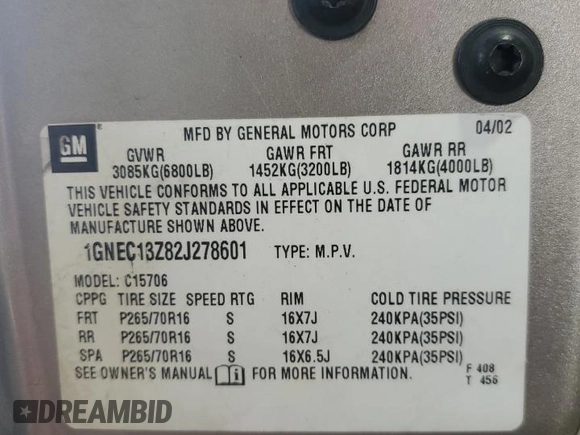 GM ®
MFD BY GENERAL MOTORS CORP 04/02
GVWR GAWR FRT GAWR RR
3085KG(6800LB) 1452KG(3200LB) 1814KG(4000LB)
THIS VEHICLE CONFORMS TO ALL APPLICABLE U.S. FEDERAL MOTOR
VEHICLE SAFETY STANDARDS IN EFFECT ON THE DATE OF
MANUFACTURE SHOWN ABOVE.
1GNEC13Z82J278601 TYPE: M.P.V.
MODEL: C15706
CPPG TIRE SIZE SPEED RTG RIM COLD TIRE PRESSURE
FRT P265/70R16 S 16X7J 240KPA(35PSI)
RR P265/70R16 S 16X7J 240KPA(35PSI)
SPA P265/70R16 S 16X6.5J 240KPA(35PSI)
SEE OWNER'S MANUAL i FOR MORE INFORMATION. F 408
T 456
DREAMBID